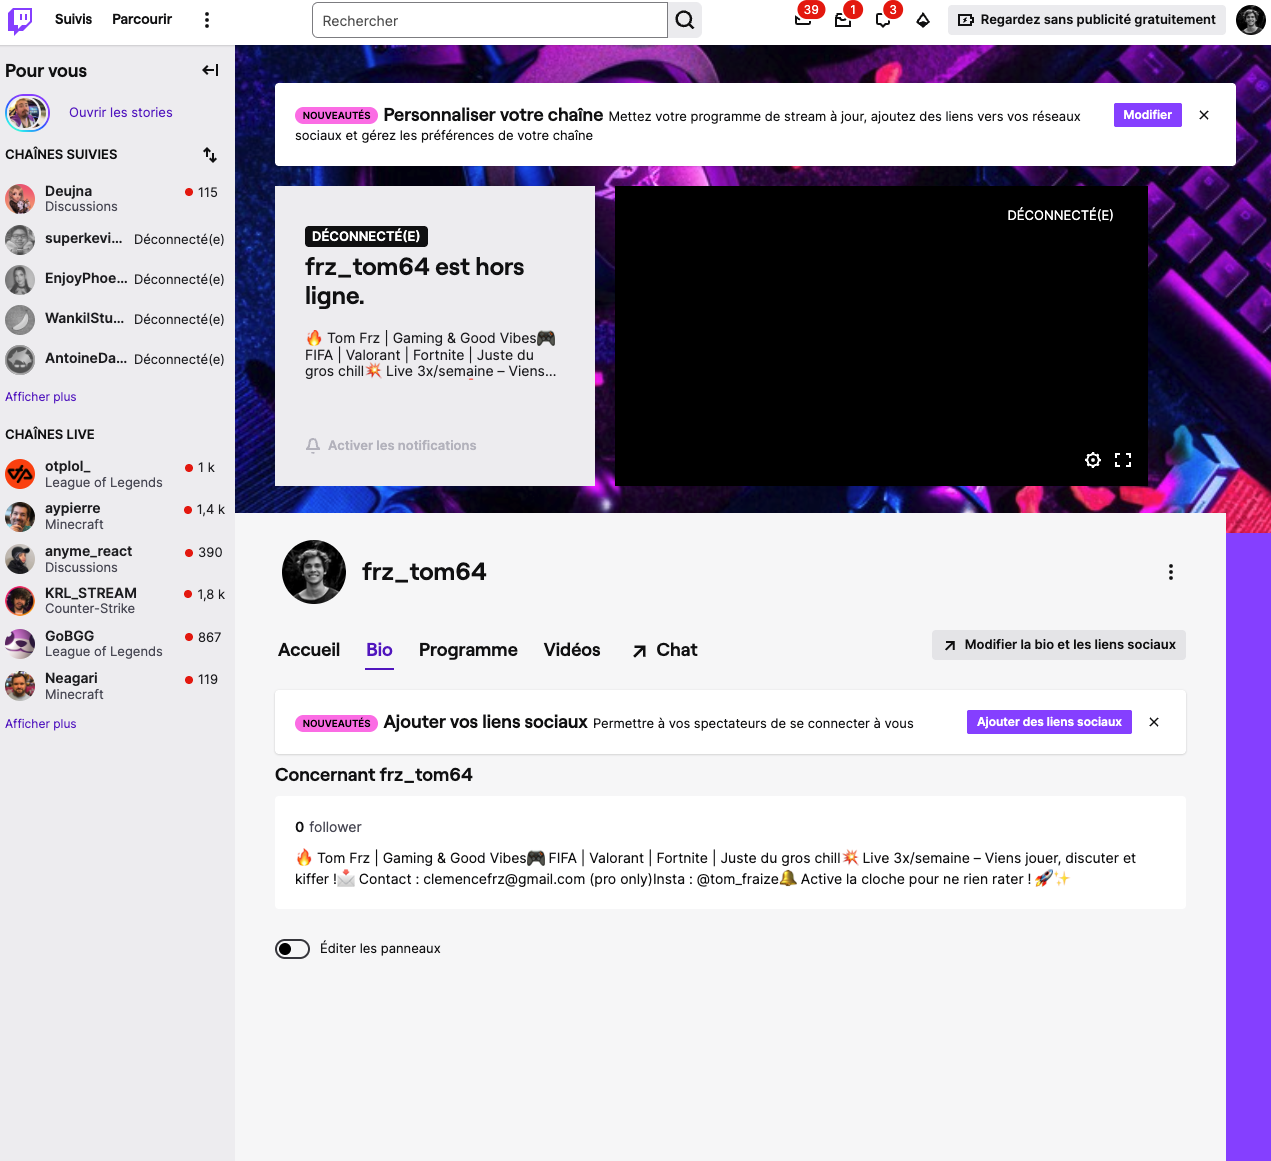 Suivis
Parcourir
Rechercher
39
1
3
Regardez sans publicité gratuitement
Pour vous
Ouvrir les stories
CHAÎNES SUIVIES
Deujna
115
Discussions
superkevi... Déconnecté(e)
EnjoyPhoe... Déconnecté(e)
WankilStu... Déconnecté(e)
AntoineDa... Déconnecté(e)
Afficher plus
CHAÎNES LIVE
otplol_
1 k
League of Legends
aypierre
1,4 k
Minecraft
anyme_react
390
Discussions
KRL_STREAM
1,8 k
Counter-Strike
GoBGG
867
League of Legends
Neagari
119
Minecraft
Afficher plus
NOUVEAUTÉS Personnaliser votre chaîne Mettez votre programme de stream à jour, ajoutez des liens vers vos réseaux
sociaux et gérez les préférences de votre chaîne
Modifier
DÉCONNECTÉ(E)
frz_tom64 est hors
ligne.
🔥 Tom Frz | Gaming & Good Vibes🎮
FIFA | Valorant | Fortnite | Juste du
gros chill💥 Live 3x/semaine – Viens...
Activer les notifications
DÉCONNECTÉ(E)
frz_tom64
Accueil
Bio
Programme
Vidéos
Chat
Modifier la bio et les liens sociaux
NOUVEAUTÉS Ajouter vos liens sociaux Permettre à vos spectateurs de se connecter à vous
Ajouter des liens sociaux
Concernant frz_tom64
0 follower
🔥 Tom Frz | Gaming & Good Vibes🎮 FIFA | Valorant | Fortnite | Juste du gros chill💥 Live 3x/semaine – Viens jouer, discuter et
kiffer !📩 Contact : clemencefrz@gmail.com (pro only)Insta : @tom_fraize🔔 Active la cloche pour ne rien rater ! 🚀✨
Éditer les panneaux